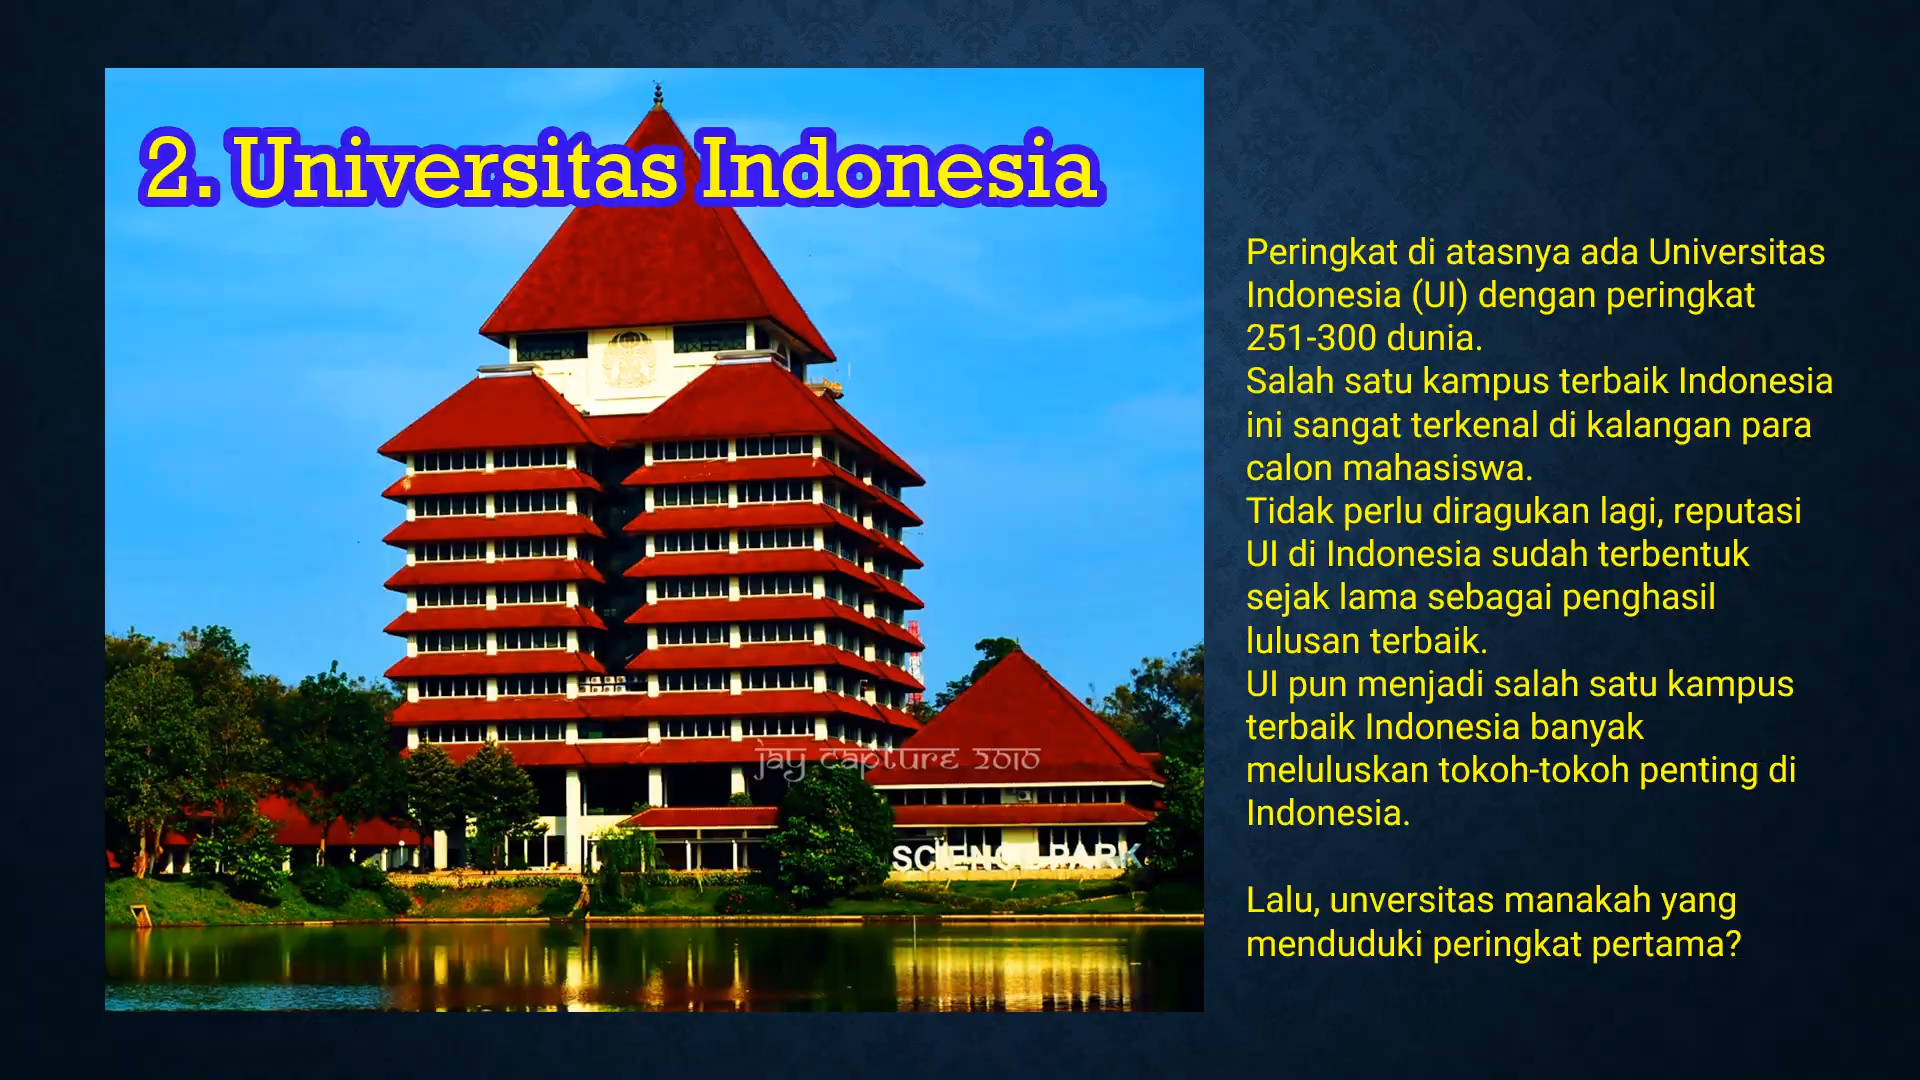 2. Universitas Indonesia
Peringkat di atasnya ada Universitas
Indonesia (UI) dengan peringkat
251-300 dunia.
Salah satu kampus terbaik Indonesia
ini sangat terkenal di kalangan para
calon mahasiswa.
Tidak perlu diragukan lagi, reputasi
UI di Indonesia sudah terbentuk
sejak lama sebagai penghasil
lulusan terbaik.
UI pun menjadi salah satu kampus
terbaik Indonesia banyak
meluluskan tokoh-tokoh penting di
Indonesia.
Lalu, unversitas manakah yang
menduduki peringkat pertama?
jay capture 2010
SCIENCE PARK